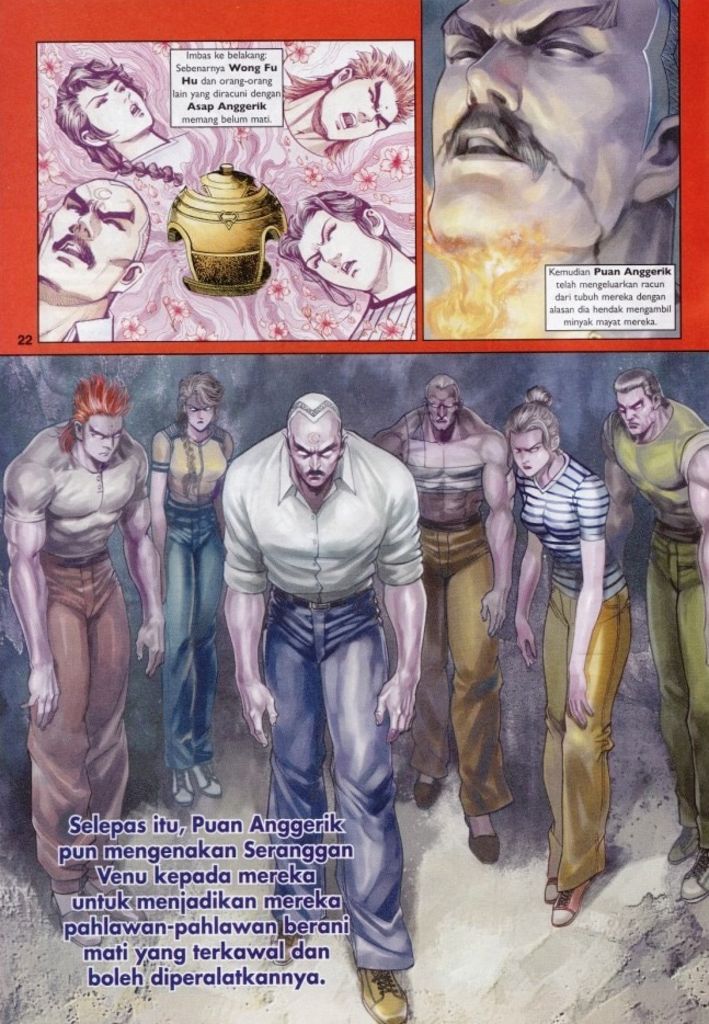 Imbas ke belakang:
Sebenarnya Wong Fu
Hu dan orang-orang
lain yang diracuni dengan
Asap Anggerik
memang belum mati.
Kemudian Puan Anggerik
telah mengeluarkan racun
dari tubuh mereka dengan
alasan dia hendak mengambil
minyak mayat mereka.
22
Selepas itu, Puan Anggerik
pun mengenakan Seranggan
Venu kepada mereka
untuk menjadikan mereka
pahlawan-pahlawan berani
mati yang terkawal dan
boleh diperalatkannya.